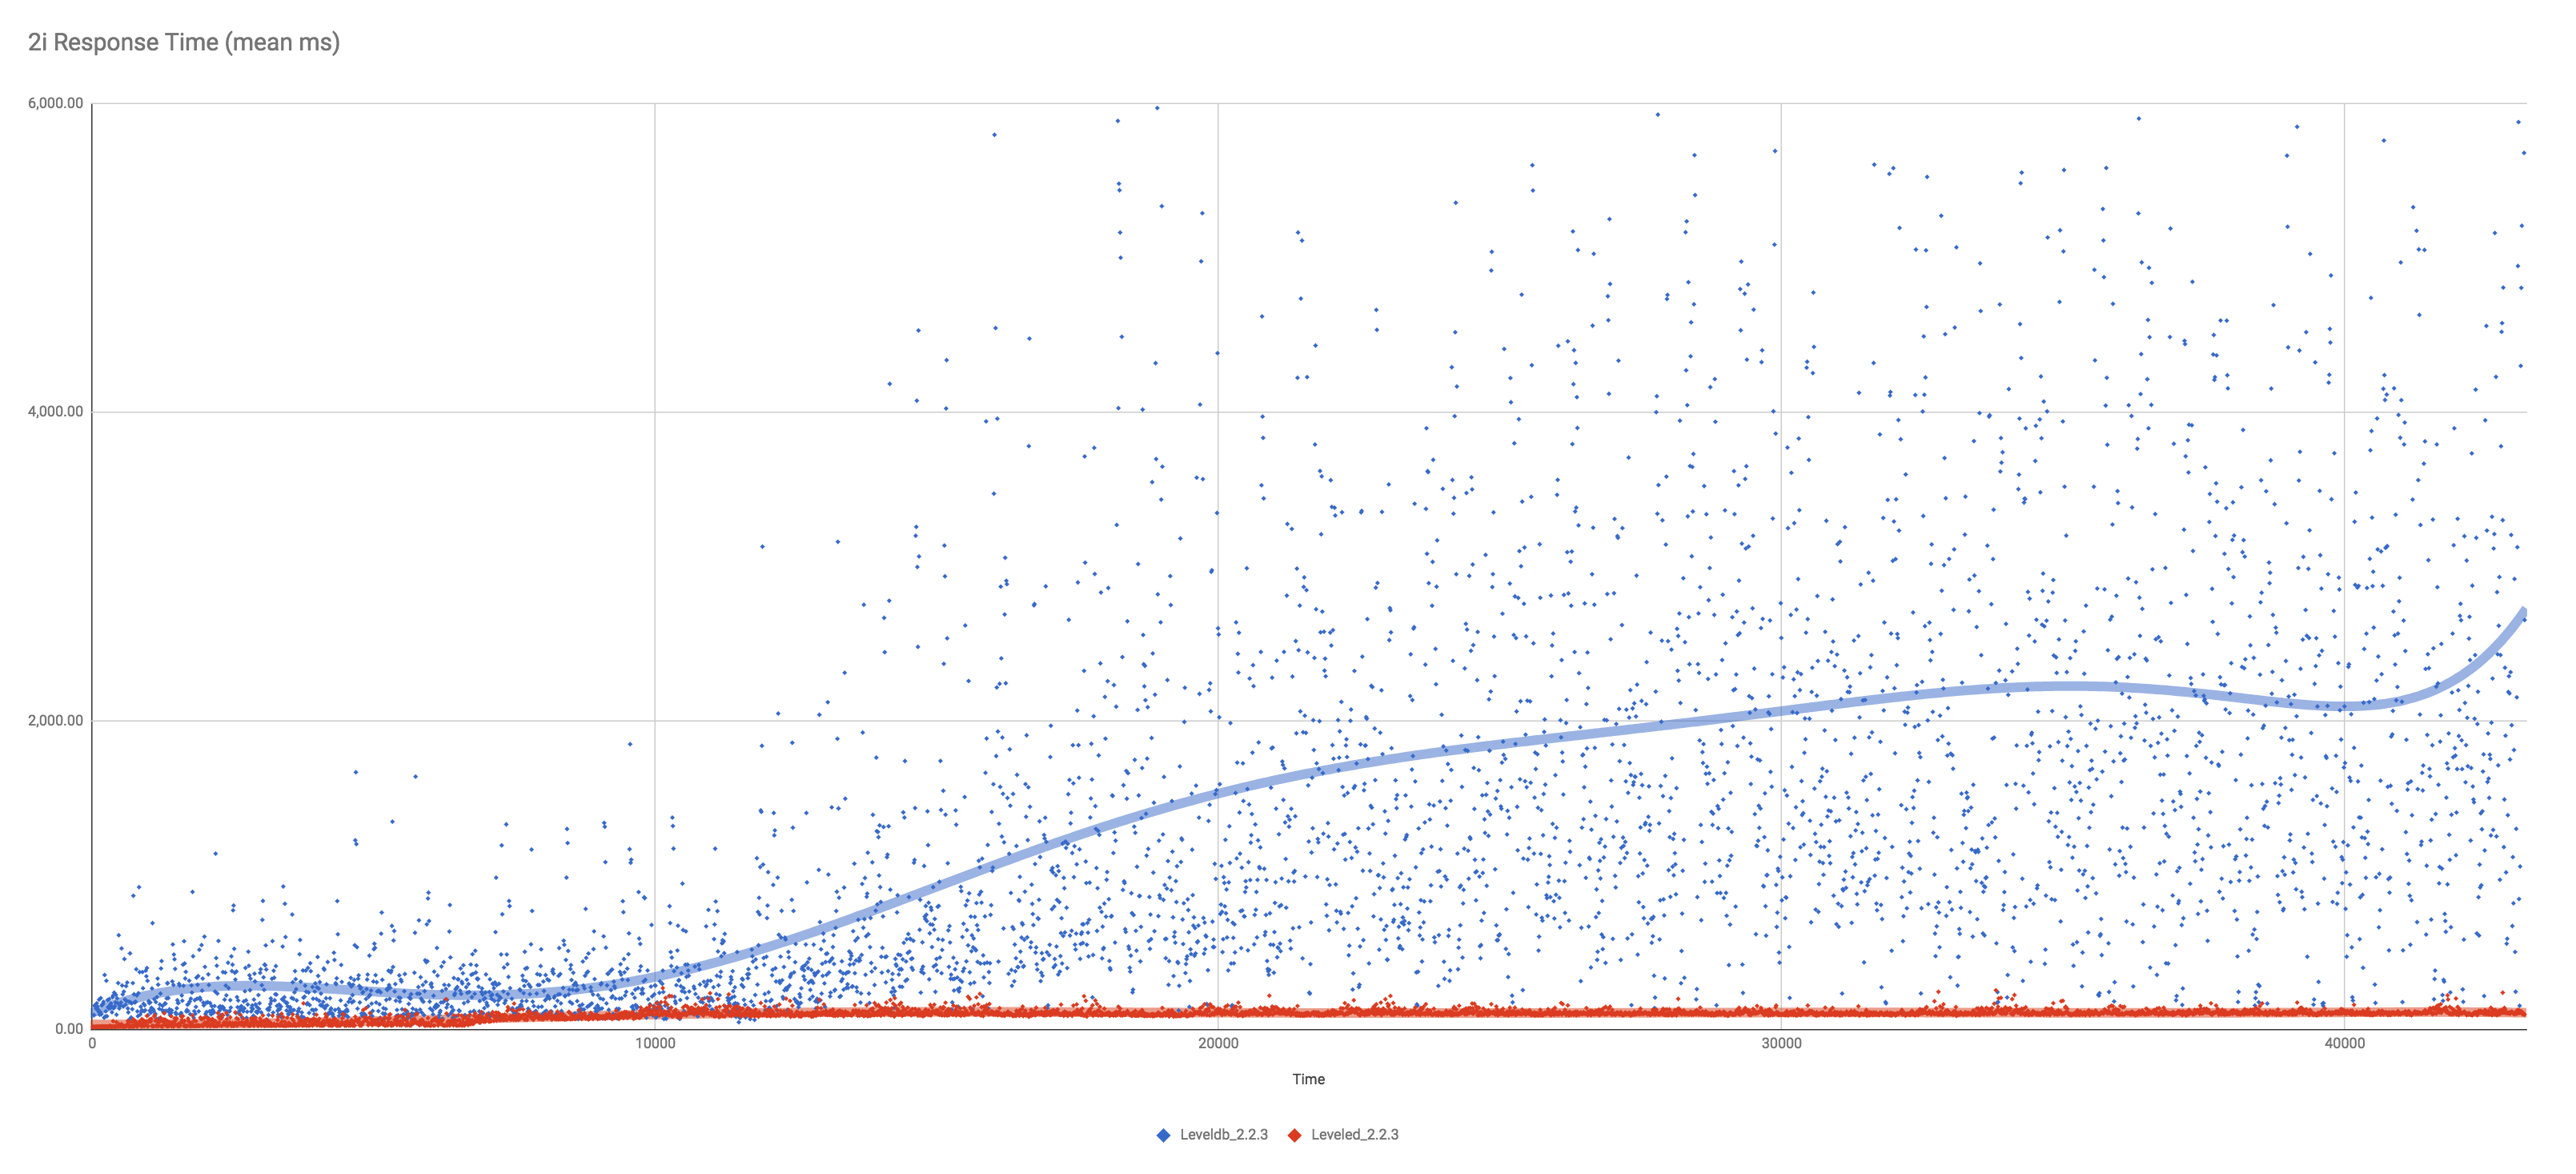 2i Response Time (mean ms)
6,000.00
4,000.00
2,000.00
0.00
0 10000 20000 30000 40000
Time
Leveldb_2.2.3 Leveled_2.2.3